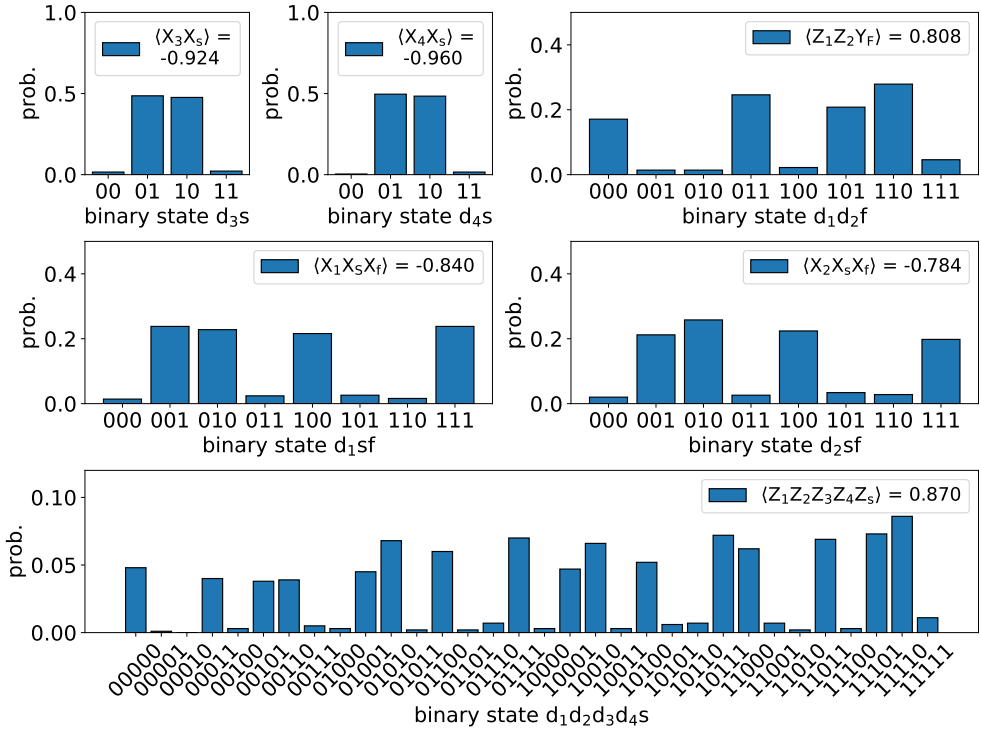 1.0
0.5
0.0
prob.
⟨X₃Xₛ⟩ =
-0.924
00 01 10 11
binary state d₃s
1.0
0.5
0.0
prob.
⟨X₄Xₛ⟩ =
-0.960
00 01 10 11
binary state d₄s
0.4
0.2
0.0
prob.
⟨Z₁Z₂Y_F⟩ = 0.808
000 001 010 011 100 101 110 111
binary state d₁d₂f
0.4
0.2
0.0
prob.
⟨X₁X_SX_f⟩ = -0.840
000 001 010 011 100 101 110 111
binary state d₁sf
0.4
0.2
0.0
prob.
⟨X₂XₛX_f⟩ = -0.784
000 001 010 011 100 101 110 111
binary state d₂sf
0.10
0.05
0.00
prob.
⟨Z₁Z₂Z₃Z₄Zₛ⟩ = 0.870
00000 00001 00010 00011 00100 00101 00110 00111 01000 01001 01010 01011 01100 01101 01110 01111 10000 10001 10010 10011 10100 10101 10110 10111 11000 11001 11010 11011 11100 11101 11110 11111
binary state d₁d₂d₃d₄s